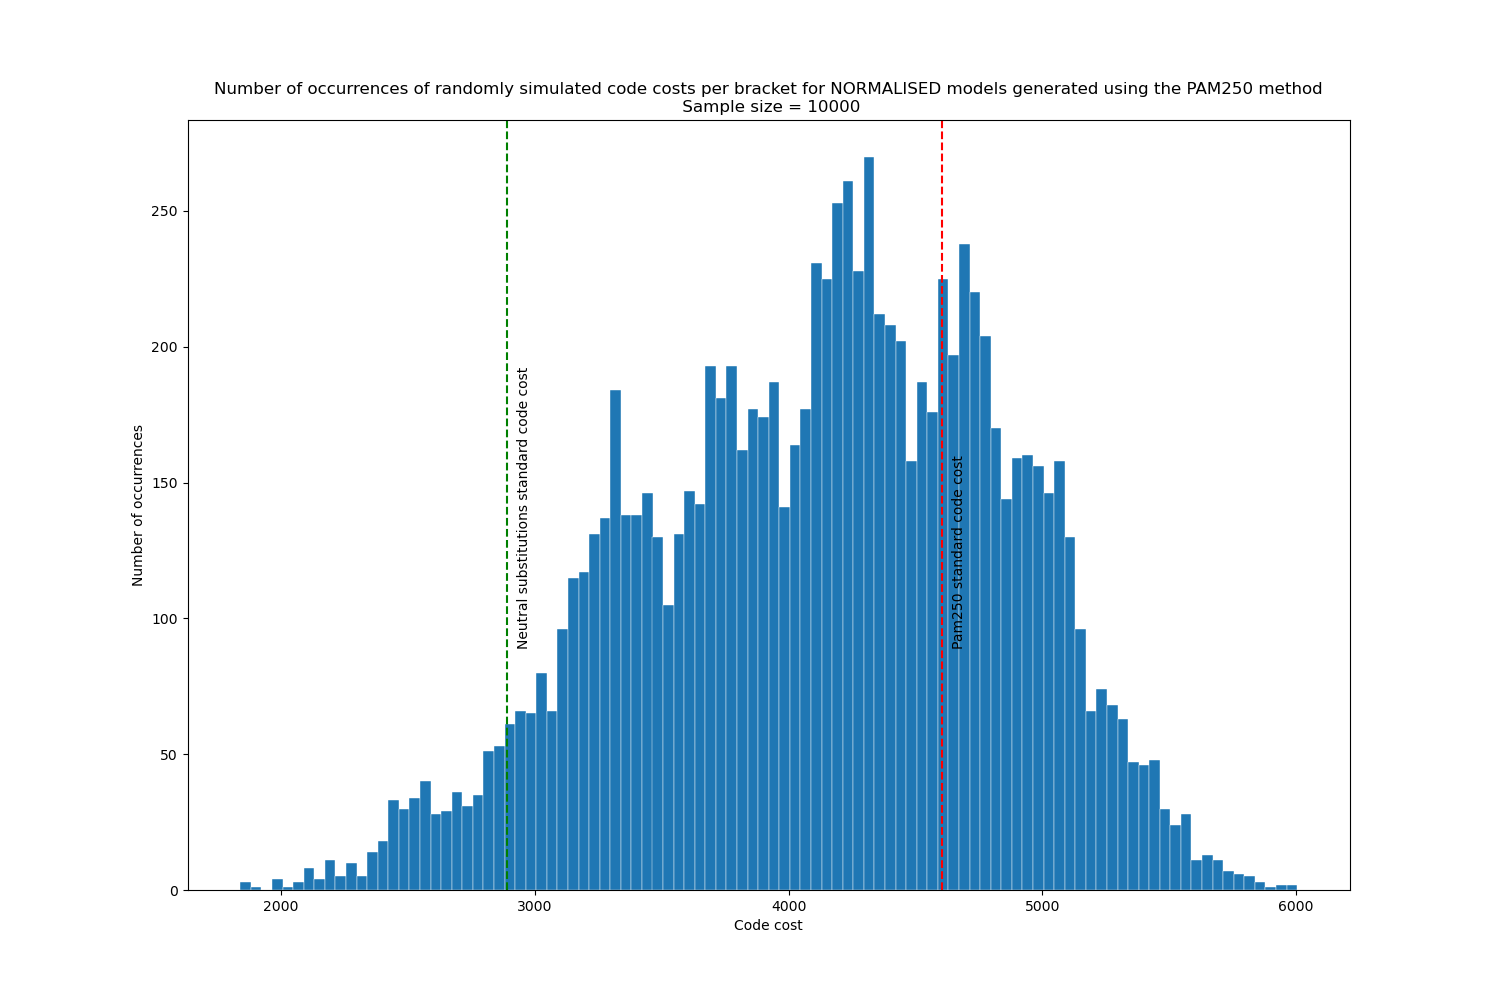 Number of occurrences of randomly simulated code costs per bracket for NORMALISED models generated using the PAM250 method
Sample size = 10000
250
200
150
100
50
0
Number of occurrences
Neutral substitutions standard code cost
Pam250 standard code cost
2000 3000 4000 5000 6000
Code cost